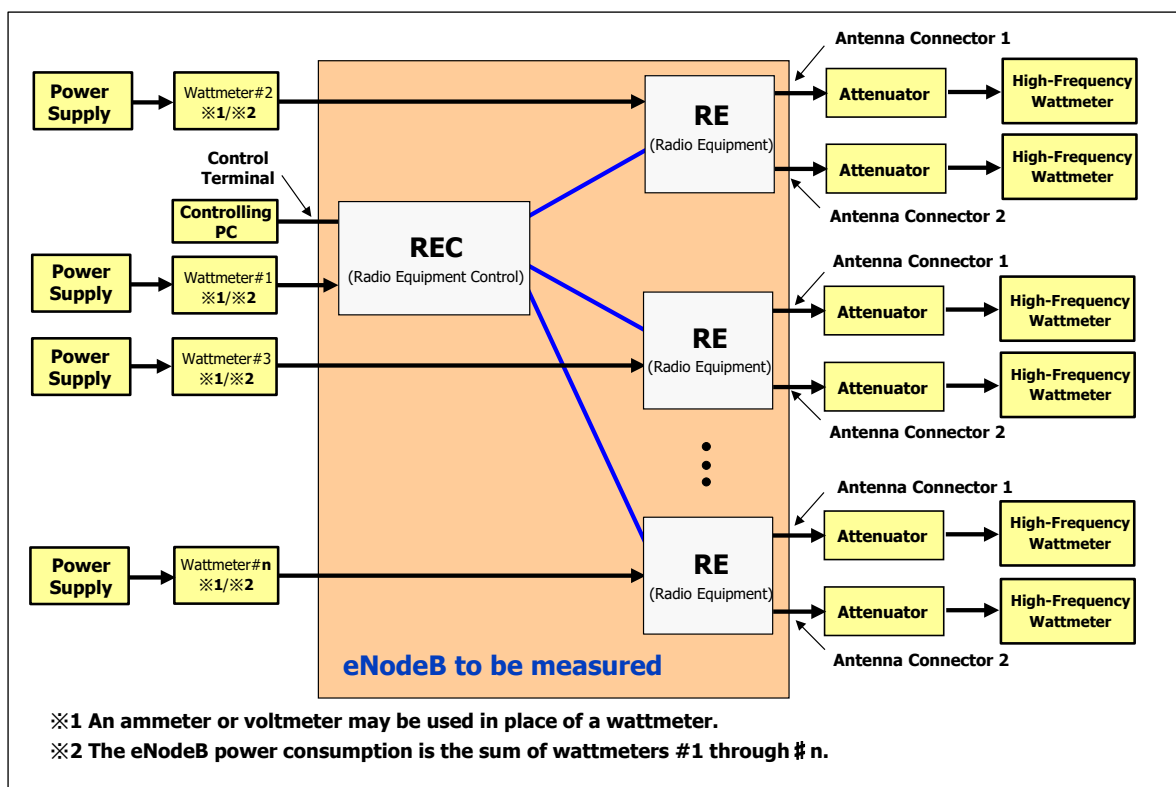 Antenna Connector 1
Power
Supply
Wattmeter#2
※1/※2
RE
(Radio Equipment)
Attenuator
High-Frequency
Wattmeter
Attenuator
High-Frequency
Wattmeter
Antenna Connector 2
Control
Terminal
Controlling
PC
REC
(Radio Equipment Control)
Power
Supply
Wattmeter#1
※1/※2
Antenna Connector 1
RE
(Radio Equipment)
Attenuator
High-Frequency
Wattmeter
Power
Supply
Wattmeter#3
※1/※2
Attenuator
High-Frequency
Wattmeter
Antenna Connector 2
Antenna Connector 1
Power
Supply
Wattmeter#n
※1/※2
RE
(Radio Equipment)
Attenuator
High-Frequency
Wattmeter
Attenuator
High-Frequency
Wattmeter
Antenna Connector 2
eNodeB to be measured
※1 An ammeter or voltmeter may be used in place of a wattmeter.
※2 The eNodeB power consumption is the sum of wattmeters #1 through #n.